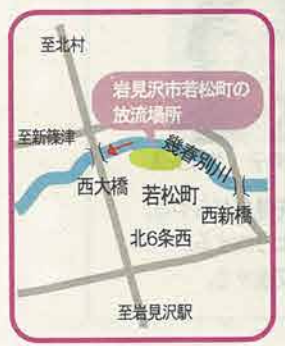 至北村
岩見沢市若松町の
放流場所
至新篠津
幾春別川
西大橋
若松町
西新橋
北6条西
至岩見沢駅